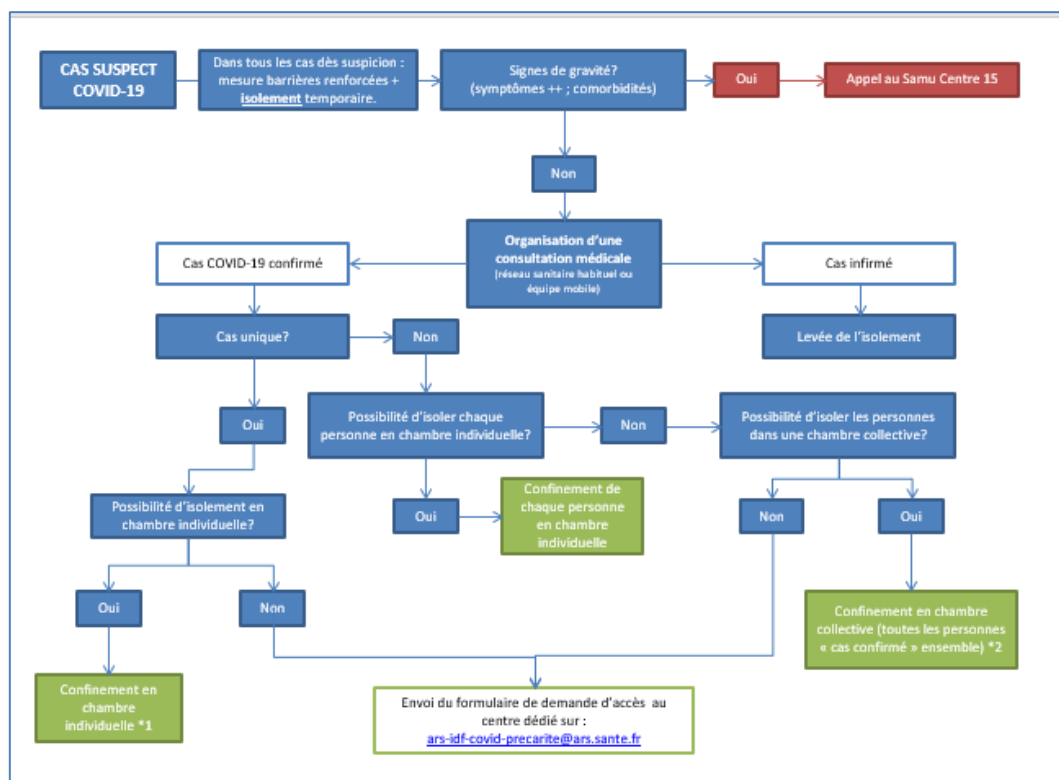 CAS SUSPECT
COVID-19
Dans tous les cas dès suspicion :
mesure barrières renforcées +
isolement temporaire.
Signes de gravité?
(symptômes ++ ; comorbidités)
Oui
Appel au Samu Centre 15
Non
Organisation d'une
consultation médicale
(réseau sanitaire habituel ou
équipe mobile)
Cas COVID-19 confirmé
Cas infirmé
Cas unique?
Non
Levée de l'isolement
Oui
Possibilité d'isoler chaque
personne en chambre individuelle?
Non
Possibilité d'isoler les personnes
dans une chambre collective?
Possibilité d'isolement en
chambre individuelle?
Oui
Confinement de
chaque personne
en chambre
individuelle
Non
Oui
Oui
Non
Confinement en chambre
collective (toutes les personnes
« cas confirmé » ensemble) *2
Confinement en
chambre
individuelle *1
Envoi du formulaire de demande d'accès au
centre dédié sur :
ars-idf-covid-precarite@ars.sante.fr